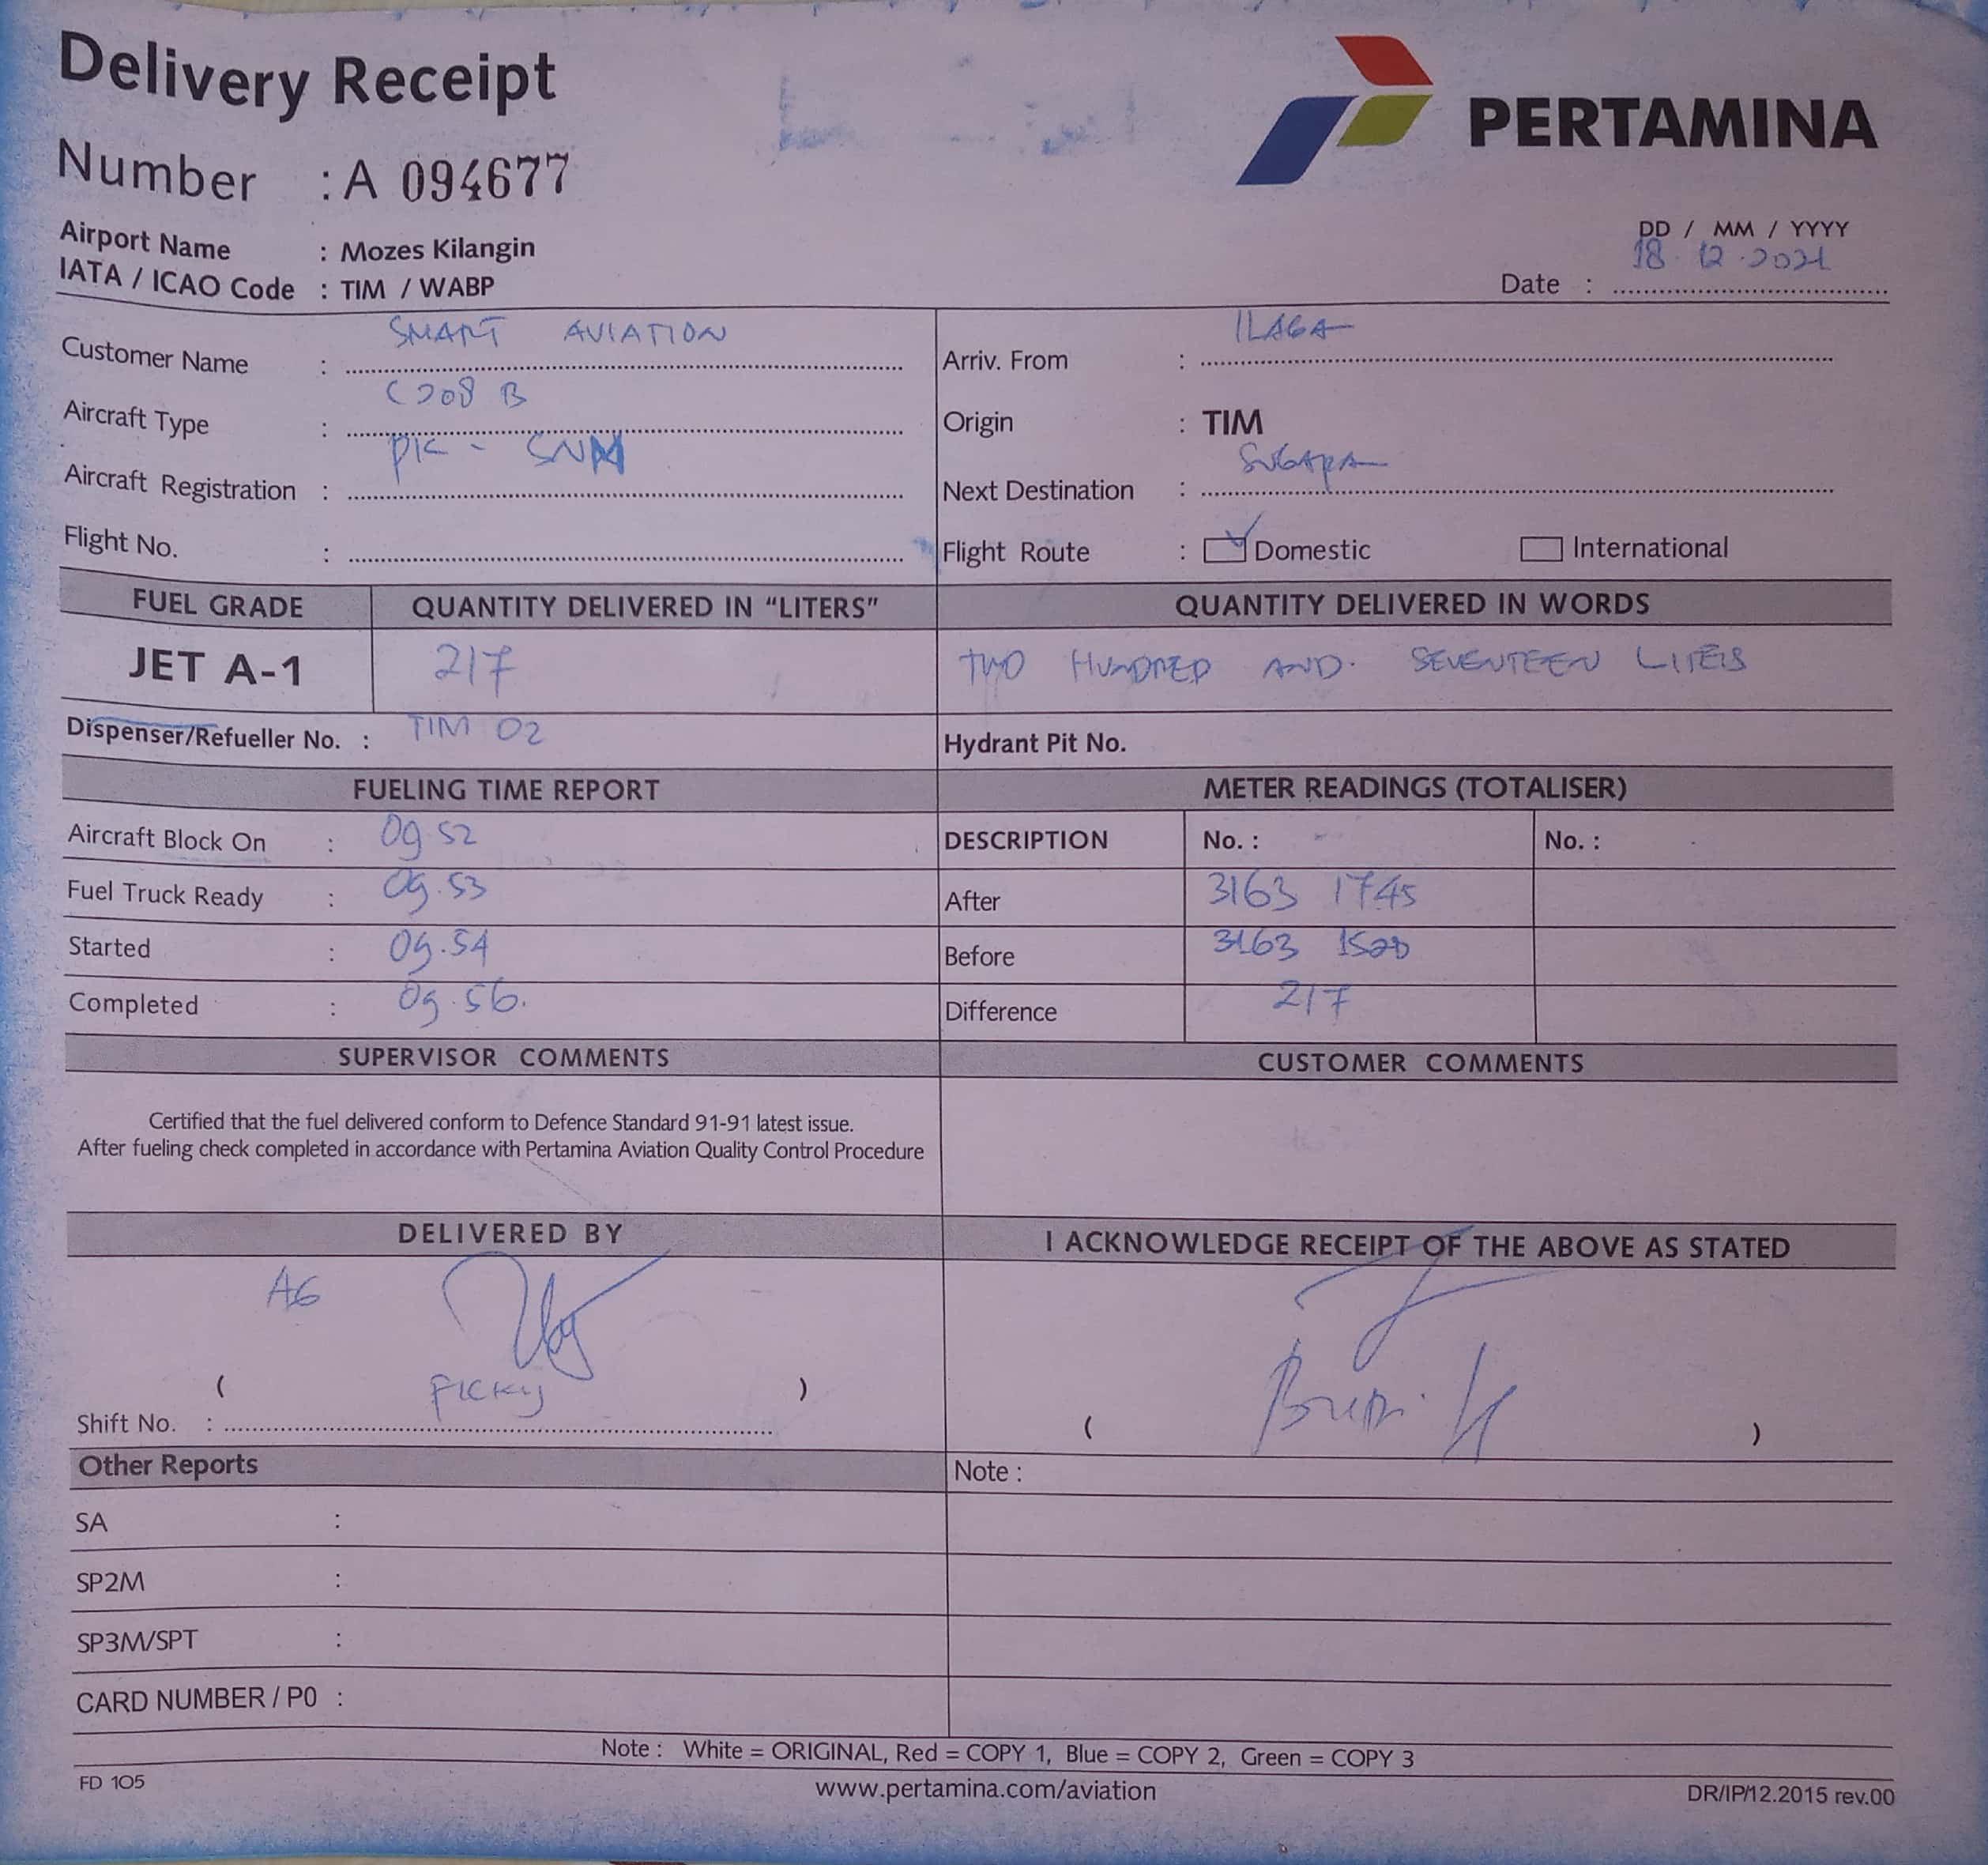 Delivery Receipt
PERTAMINA
Number : A 094677
Airport Name : Mozes Kilangin
IATA / ICAO Code : TIM / WABP
DD / MM / YYYY
Date : 18 12 2021
Customer Name : SMART AVIATION
Arriv. From : ILAGA
Aircraft Type : C208 B
Origin : TIM
Aircraft Registration : PK - SNM
Next Destination : SUGAPA
Flight No. :
Flight Route : Domestic International
FUEL GRADE QUANTITY DELIVERED IN “LITERS” QUANTITY DELIVERED IN WORDS
JET A-1 217 TWO HUNDRED AND SEVENTEEN
Dispenser/Refueller No. : TIM 02 Hydrant Pit No.
FUELING TIME REPORT METER READINGS (TOTALISER)
Aircraft Block On : 09 52 DESCRIPTION No. : No. :
Fuel Truck Ready : 09.53 After 3163 1745
Started : 09.54 Before 3163
Completed : 09.56. Difference 217
SUPERVISOR COMMENTS CUSTOMER COMMENTS
Certified that the fuel delivered conform to Defence Standard 91-91 latest issue.
After fueling check completed in accordance with Pertamina Aviation Quality Control Procedure
DELIVERED BY I ACKNOWLEDGE RECEIPT OF THE ABOVE AS STATED
( )
Shift No. :
( )
Other Reports Note :
SA :
SP2M :
SP3M/SPT :
CARD NUMBER / P0 :
Note : White = ORIGINAL, Red = COPY 1, Blue = COPY 2, Green = COPY 3
FD 105 www.pertamina.com/aviation DR/IP/12.2015 rev.00